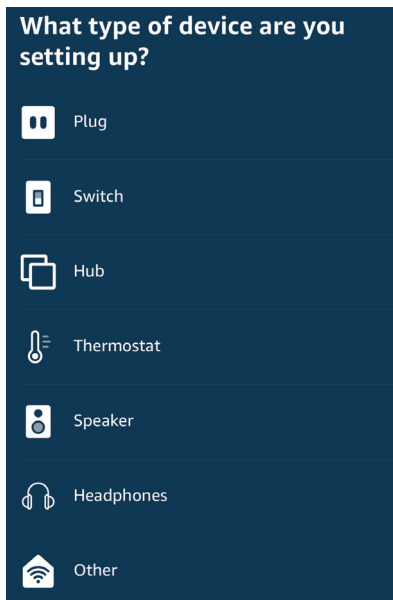 What type of device are you
setting up?
Plug
Switch
Hub
Thermostat
Speaker
Headphones
Other